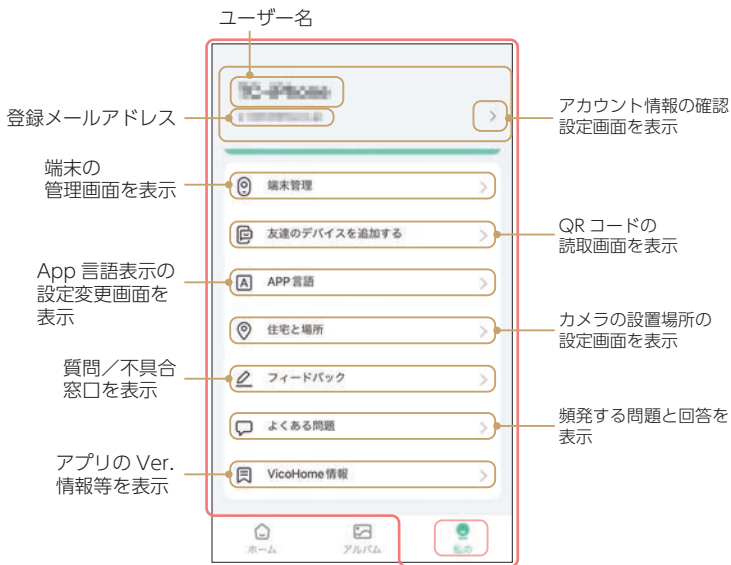 ユーザー名
登録メールアドレス
アカウント情報の確認
設定画面を表示
端末の
管理画面を表示
端末管理
友達のデバイスを追加する
QR コードの
読取画面を表示
App 言語表示の
設定変更画面を
表示
APP言語
住宅と場所
カメラの設置場所の
設定画面を表示
質問／不具合
窓口を表示
フィードバック
よくある問題
頻発する問題と回答を
表示
アプリの Ver.
情報等を表示
VicoHome情報
ホーム
アルバム
私の